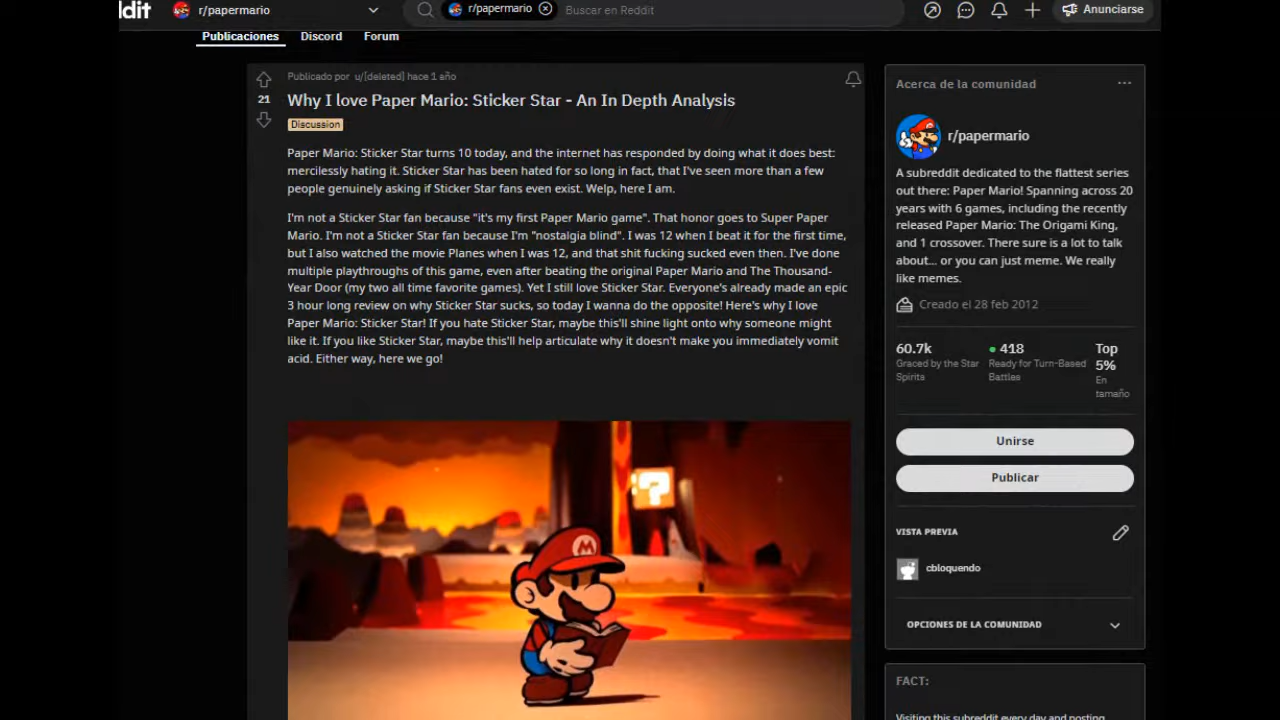 dit r/papermario r/papermario Buscar en Reddit Anunciarse
Publicaciones Discord Forum
Publicado por u/[deleted] hace 1 año
21
Why I love Paper Mario: Sticker Star - An In Depth Analysis
Discussion
Paper Mario: Sticker Star turns 10 today, and the internet has responded by doing what it does best:
mercilessly hating it. Sticker Star has been hated for so long in fact, that I've seen more than a few
people genuinely asking if Sticker Star fans even exist. Welp, here I am.
I'm not a Sticker Star fan because "it's my first Paper Mario game". That honor goes to Super Paper
Mario. I'm not a Sticker Star fan because I'm "nostalgia blind". I was 12 when I beat it for the first time,
but I also watched the movie Planes when I was 12, and that shit fucking sucked even then. I've done
multiple playthroughs of this game, even after beating the original Paper Mario and The Thousand-
Year Door (my two all time favorite games). Yet I still love Sticker Star. Everyone's already made an epic
3 hour long review on why Sticker Star sucks, so today I wanna do the opposite! Here's why I love
Paper Mario: Sticker Star! If you hate Sticker Star, maybe this'll shine light onto why someone might
like it. If you like Sticker Star, maybe this'll help articulate why it doesn't make you immediately vomit
acid. Either way, here we go!
?
M
Acerca de la comunidad
r/papermario
A subreddit dedicated to the flattest series
out there: Paper Mario! Spanning across 20
years with 6 games, including the recently
released Paper Mario: The Origami King,
and 1 crossover. There sure is a lot to talk
about... or you can just meme. We really
like memes.
Creado el 28 feb 2012
60.7k
Graced by the Star
Spirits
418
Ready for Turn-Based
Battles
Top
5%
En
tamaño
Unirse
Publicar
VISTA PREVIA
cbloquendo
OPCIONES DE LA COMUNIDAD
FACT:
Visiting this subreddit every day and posting